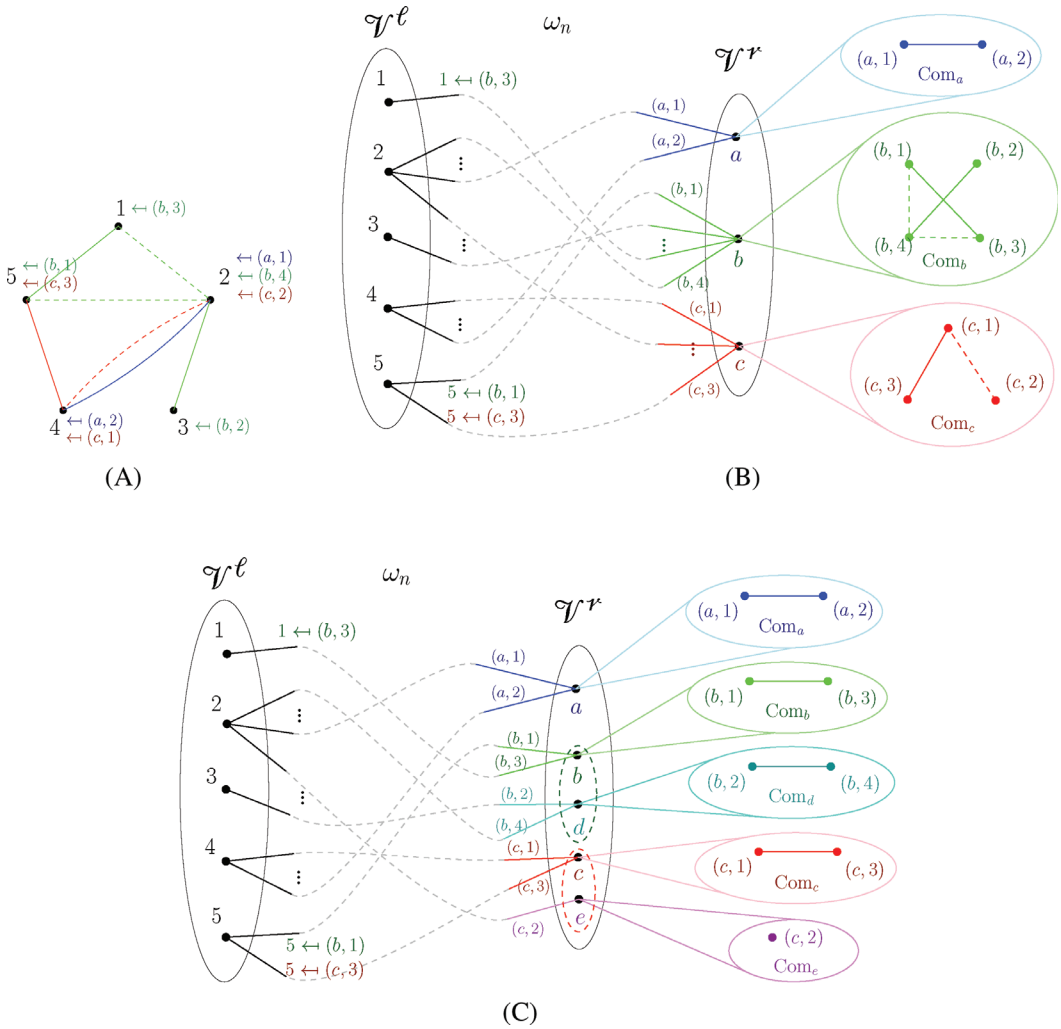 𝒱^ℓ
ω_n
𝒱^r
1
1 ↤ (b, 3)
2
⋮
3
⋮
4
⋮
5
5 ↤ (b, 1)
5 ↤ (c, 3)
(a, 1)
(a, 2)
a
(b, 1)
⋮
(b, 4)
b
(c, 1)
⋮
(c, 3)
c
(a, 1)
(a, 2)
Com_a
(b, 1)
(b, 2)
(b, 4)
(b, 3)
Com_b
(c, 1)
(c, 3)
(c, 2)
Com_c
1 ↤ (b, 3)
5 ↤ (b, 1)
↤ (c, 3)
2 ↤ (a, 1)
↤ (b, 4)
↤ (c, 2)
4 ↤ (a, 2)
↤ (c, 1)
3 ↤ (b, 2)
(A)
(B)
𝒱^ℓ
ω_n
𝒱^r
1
1 ↤ (b, 3)
2
⋮
3
⋮
4
⋮
5
5 ↤ (b, 1)
5 ↤ (c, 3)
(a, 1)
(a, 2)
a
(b, 1)
(b, 3)
b
(b, 2)
(b, 4)
d
(c, 1)
(c, 3)
c
(c, 2)
e
(a, 1)
(a, 2)
Com_a
(b, 1)
(b, 3)
Com_b
(b, 2)
(b, 4)
Com_d
(c, 1)
(c, 3)
Com_c
(c, 2)
Com_e
(C)